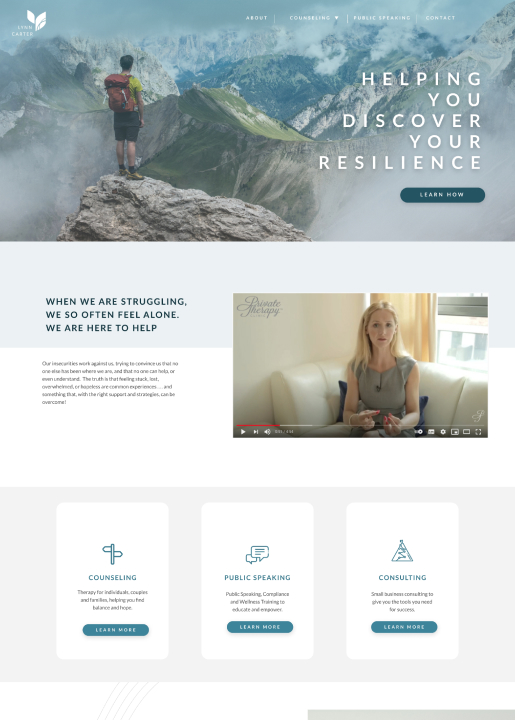 LYNN
CARTER
ABOUT
COUNSELING
PUBLIC SPEAKING
CONTACT
HELPING
YOU
DISCOVER
YOUR
RESILIENCE
LEARN HOW
WHEN WE ARE STRUGGLING,
WE SO OFTEN FEEL ALONE.
WE ARE HERE TO HELP
Our insecurities work against us, trying to convince us that no
one else has been where we are, and that no one can help, or
even understand. The truth is that feeling stuck, lost,
overwhelmed, or hopeless are common experiences . . . and
something that, with the right support and strategies, can be
overcome!
Private
Therapy
COUNSELING
Therapy for individuals, couples
and families, helping you find
balance and hope.
LEARN MORE
PUBLIC SPEAKING
Public Speaking, Compliance
and Wellness Training to
educate and empower.
LEARN MORE
CONSULTING
Small business consulting to
give you the tools you need
for success.
LEARN MORE